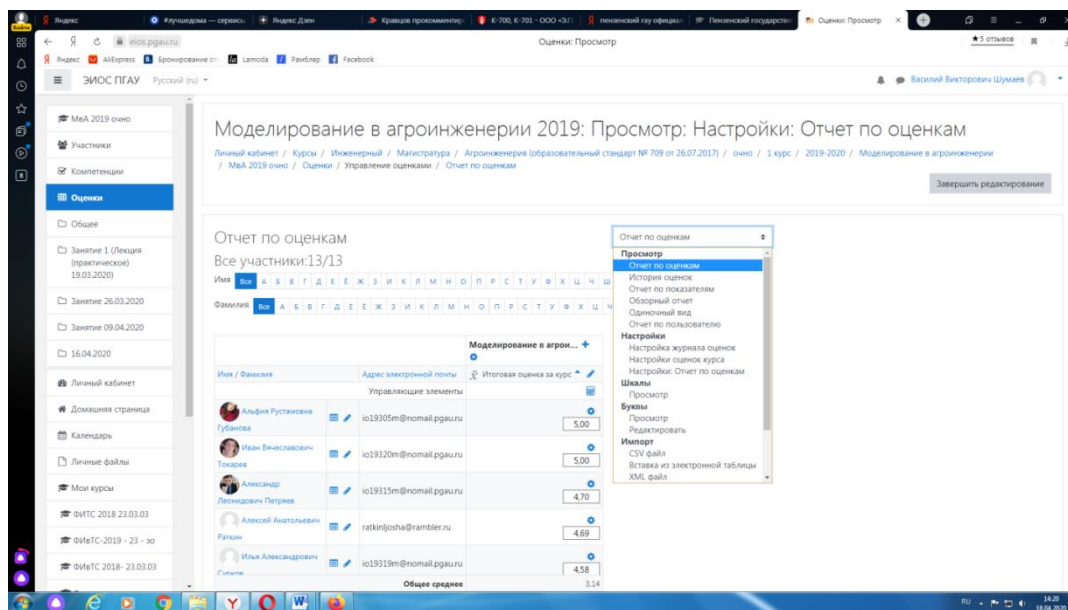 Яндекс
#лучшедома — сервисы
Яндекс Дзен
Кравцов прокомментир
К-700, К-701 - ООО «З/Г
пензенский гау официал
Пензенский государстве
Оценки: Просмотр
eios.pgau.ru
Оценки: Просмотр
★ 5 отзывов
Яндекс
AliExpress
Бронирование от
Lamoda
Рамблер
Facebook
ЭИОС ПГАУ Русский (ru)
Василий Викторович Шумаев
МвА 2019 очно
Участники
Компетенции
Оценки
Общее
Занятие 1 (Лекция
(практическое)
19.03.2020)
Занятие 26.03.2020
Занятие 09.04.2020
16.04.2020
Личный кабинет
Домашняя страница
Календарь
Личные файлы
Мои курсы
ФИТС 2018 23.03.03
ФИвТС-2019 - 23 - зо
ФИвТС 2018- 23.03.03
Моделирование в агроинженерии 2019: Просмотр: Настройки: Отчет по оценкам
Личный кабинет / Курсы / Инженерный / Магистратура / Агроинженерия (образовательный стандарт № 709 от 26.07.2017) / очно / 1 курс / 2019-2020 / Моделирование в агроинженерии
/ МвА 2019 очно / Оценки / Управление оценками / Отчет по оценкам
Завершить редактирование
Отчет по оценкам
Все участники:13/13
Имя Все А Б В Г Д Е Ё Ж З И К Л М Н О П Р С Т У Ф Х Ц Ч Ш
Фамилия Все А Б В Г Д Е Ё Ж З И К Л М Н О П Р С Т У Ф Х Ц Ч
Моделирование в агрои...
Имя / Фамилия Адрес электронной почты Итоговая оценка за курс
Управляющие элементы
Альфия Рустамовна
Губанова
io19305m@nomail.pgau.ru
5,00
Иван Вячеславович
Токарев
io19320m@nomail.pgau.ru
5,00
Александр
Леонидович Петряев
io19315m@nomail.pgau.ru
4,70
Алексей Анатольевич
Раткин
ratkinljosha@rambler.ru
4,69
Илья Александрович
io19319m@nomail.pgau.ru
4,58
Общее среднее 3,14
Отчет по оценкам
Просмотр
Отчет по оценкам
История оценок
Отчет по показателям
Обзорный отчет
Одиночный вид
Отчет по пользователю
Настройки
Настройка журнала оценок
Настройки оценок курса
Настройки: Отчет по оценкам
Шкалы
Просмотр
Буквы
Просмотр
Редактировать
Импорт
CSV файл
Вставка из электронной таблицы
XML файл
RU
14:20
18.04.2020